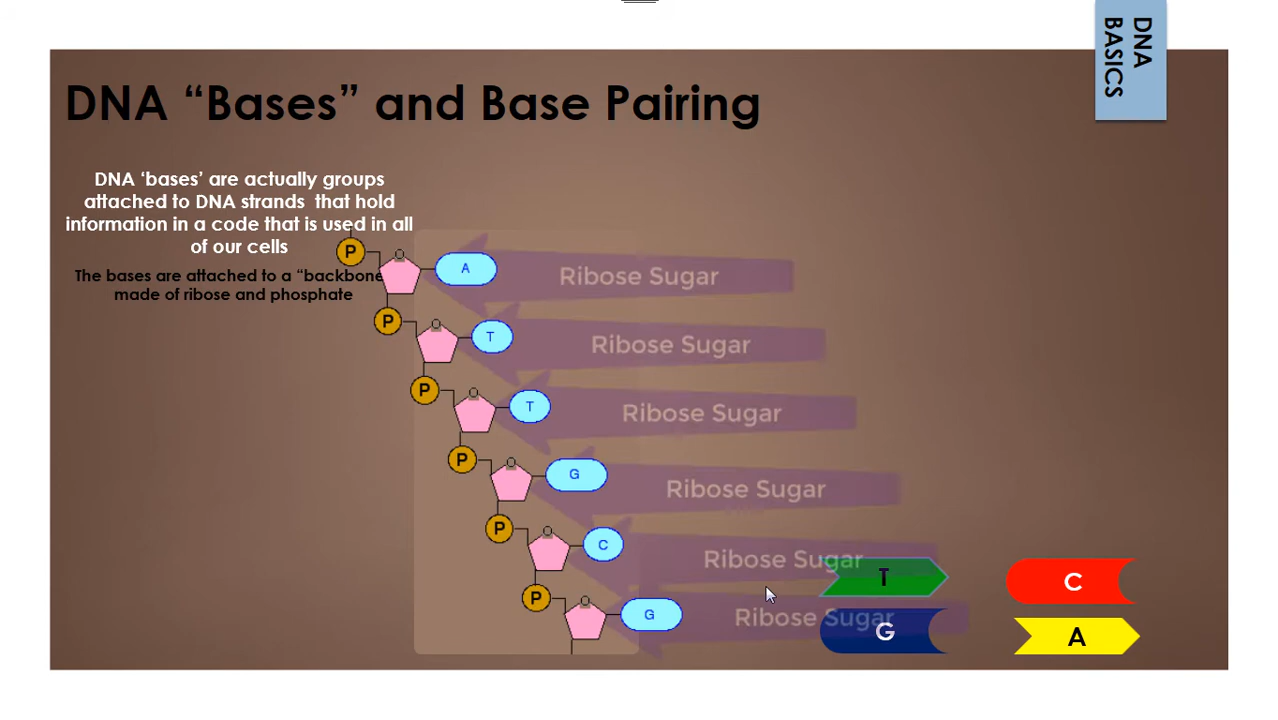 DNA
BASICS
DNA “Bases” and Base Pairing
DNA ‘bases’ are actually groups
attached to DNA strands that hold
information in a code that is used in all
of our cells
The bases are attached to a “backbone
made of ribose and phosphate
P
O
A
Ribose Sugar
P
O
T
Ribose Sugar
P
O
T
Ribose Sugar
P
O
G
Ribose Sugar
P
O
C
Ribose Sugar
P
O
G
Ribose Sugar
T
C
G
A